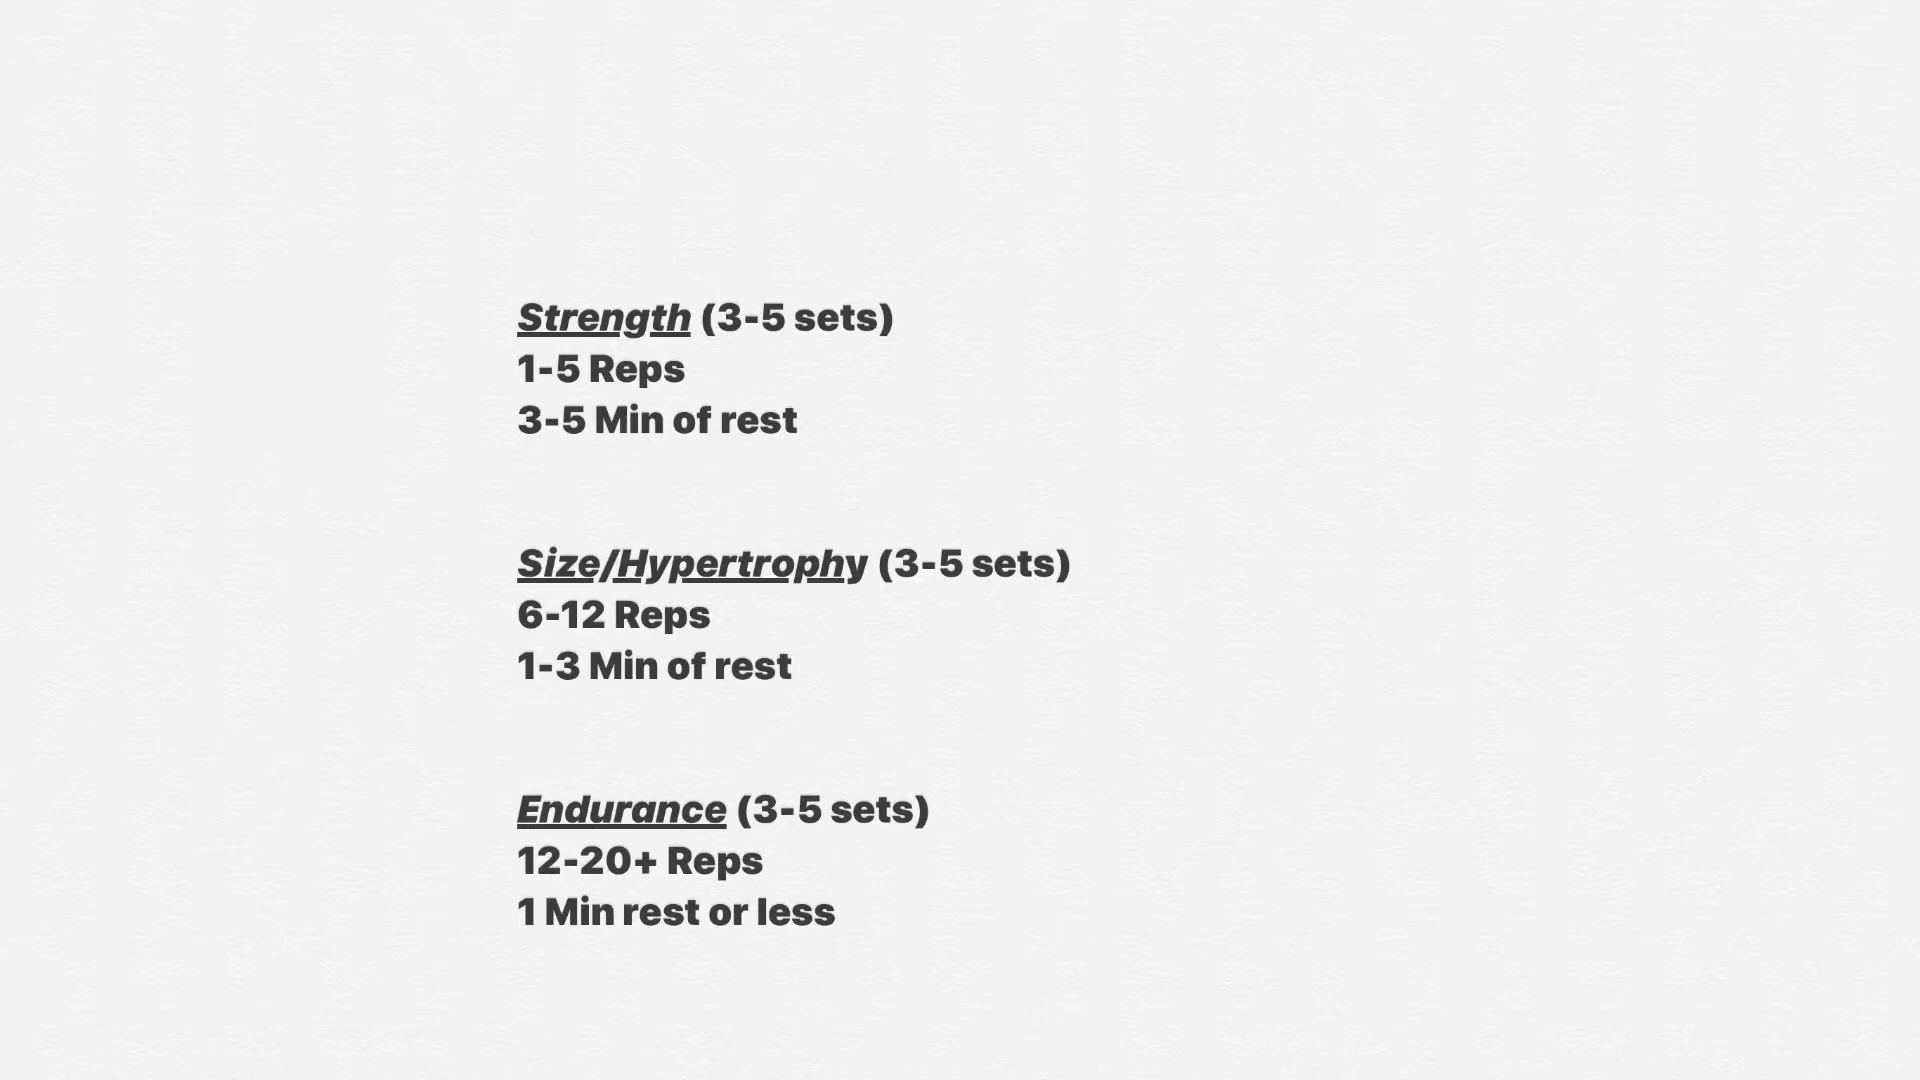 Strength (3-5 sets)
1-5 Reps
3-5 Min of rest
Size/Hypertrophy (3-5 sets)
6-12 Reps
1-3 Min of rest
Endurance (3-5 sets)
12-20+ Reps
1 Min rest or less